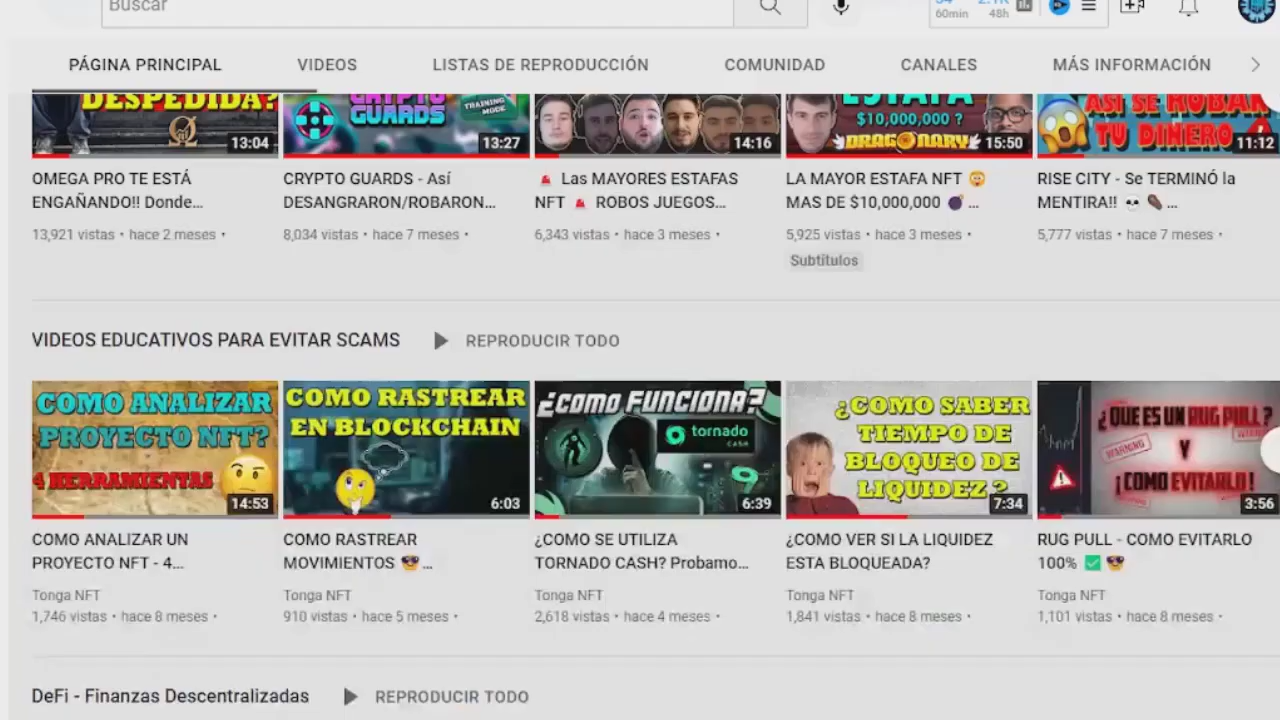 Buscar
60min 48h
PÁGINA PRINCIPAL VIDEOS LISTAS DE REPRODUCCIÓN COMUNIDAD CANALES MÁS INFORMACIÓN
DESPEDIDA?
13:04
CRYPTO
GUARDS
TRAINING
MODE
13:27
14:16
ESTAFA
$10,000,000 ?
DRAGONARY
15:50
ASI SE ROBAN
TU DINERO
11:12
OMEGA PRO TE ESTÁ
ENGAÑANDO!! Donde…
13,921 vistas • hace 2 meses •
CRYPTO GUARDS - Así
DESANGRARON/ROBARON…
8,034 vistas • hace 7 meses •
🚨 Las MAYORES ESTAFAS
NFT 🚨 ROBOS JUEGOS…
6,343 vistas • hace 3 meses •
LA MAYOR ESTAFA NFT 😱
MAS DE $10,000,000 💣 …
5,925 vistas • hace 3 meses •
Subtítulos
RISE CITY - Se TERMINÓ la
MENTIRA!! 💀 ⚰️ …
5,777 vistas • hace 7 meses •
VIDEOS EDUCATIVOS PARA EVITAR SCAMS REPRODUCIR TODO
COMO ANALIZAR
PROYECTO NFT?
4 HERRAMIENTAS
14:53
COMO RASTREAR
EN BLOCKCHAIN
6:03
¿COMO FUNCIONA?
tornado
CASH
6:39
¿COMO SABER
TIEMPO DE
BLOQUEO DE
LIQUIDEZ?
7:34
¿QUE ES UN RUG PULL?
WARNING
Y
¡COMO EVITARLO!
3:56
COMO ANALIZAR UN
PROYECTO NFT - 4…
Tonga NFT
1,746 vistas • hace 8 meses •
COMO RASTREAR
MOVIMIENTOS 😎…
Tonga NFT
910 vistas • hace 5 meses •
¿COMO SE UTILIZA
TORNADO CASH? Probamo…
Tonga NFT
2,618 vistas • hace 4 meses •
¿COMO VER SI LA LIQUIDEZ
ESTA BLOQUEADA?
Tonga NFT
1,841 vistas • hace 8 meses •
RUG PULL - COMO EVITARLO
100% ✅ 😎
Tonga NFT
1,101 vistas • hace 8 meses •
DeFi - Finanzas Descentralizadas REPRODUCIR TODO